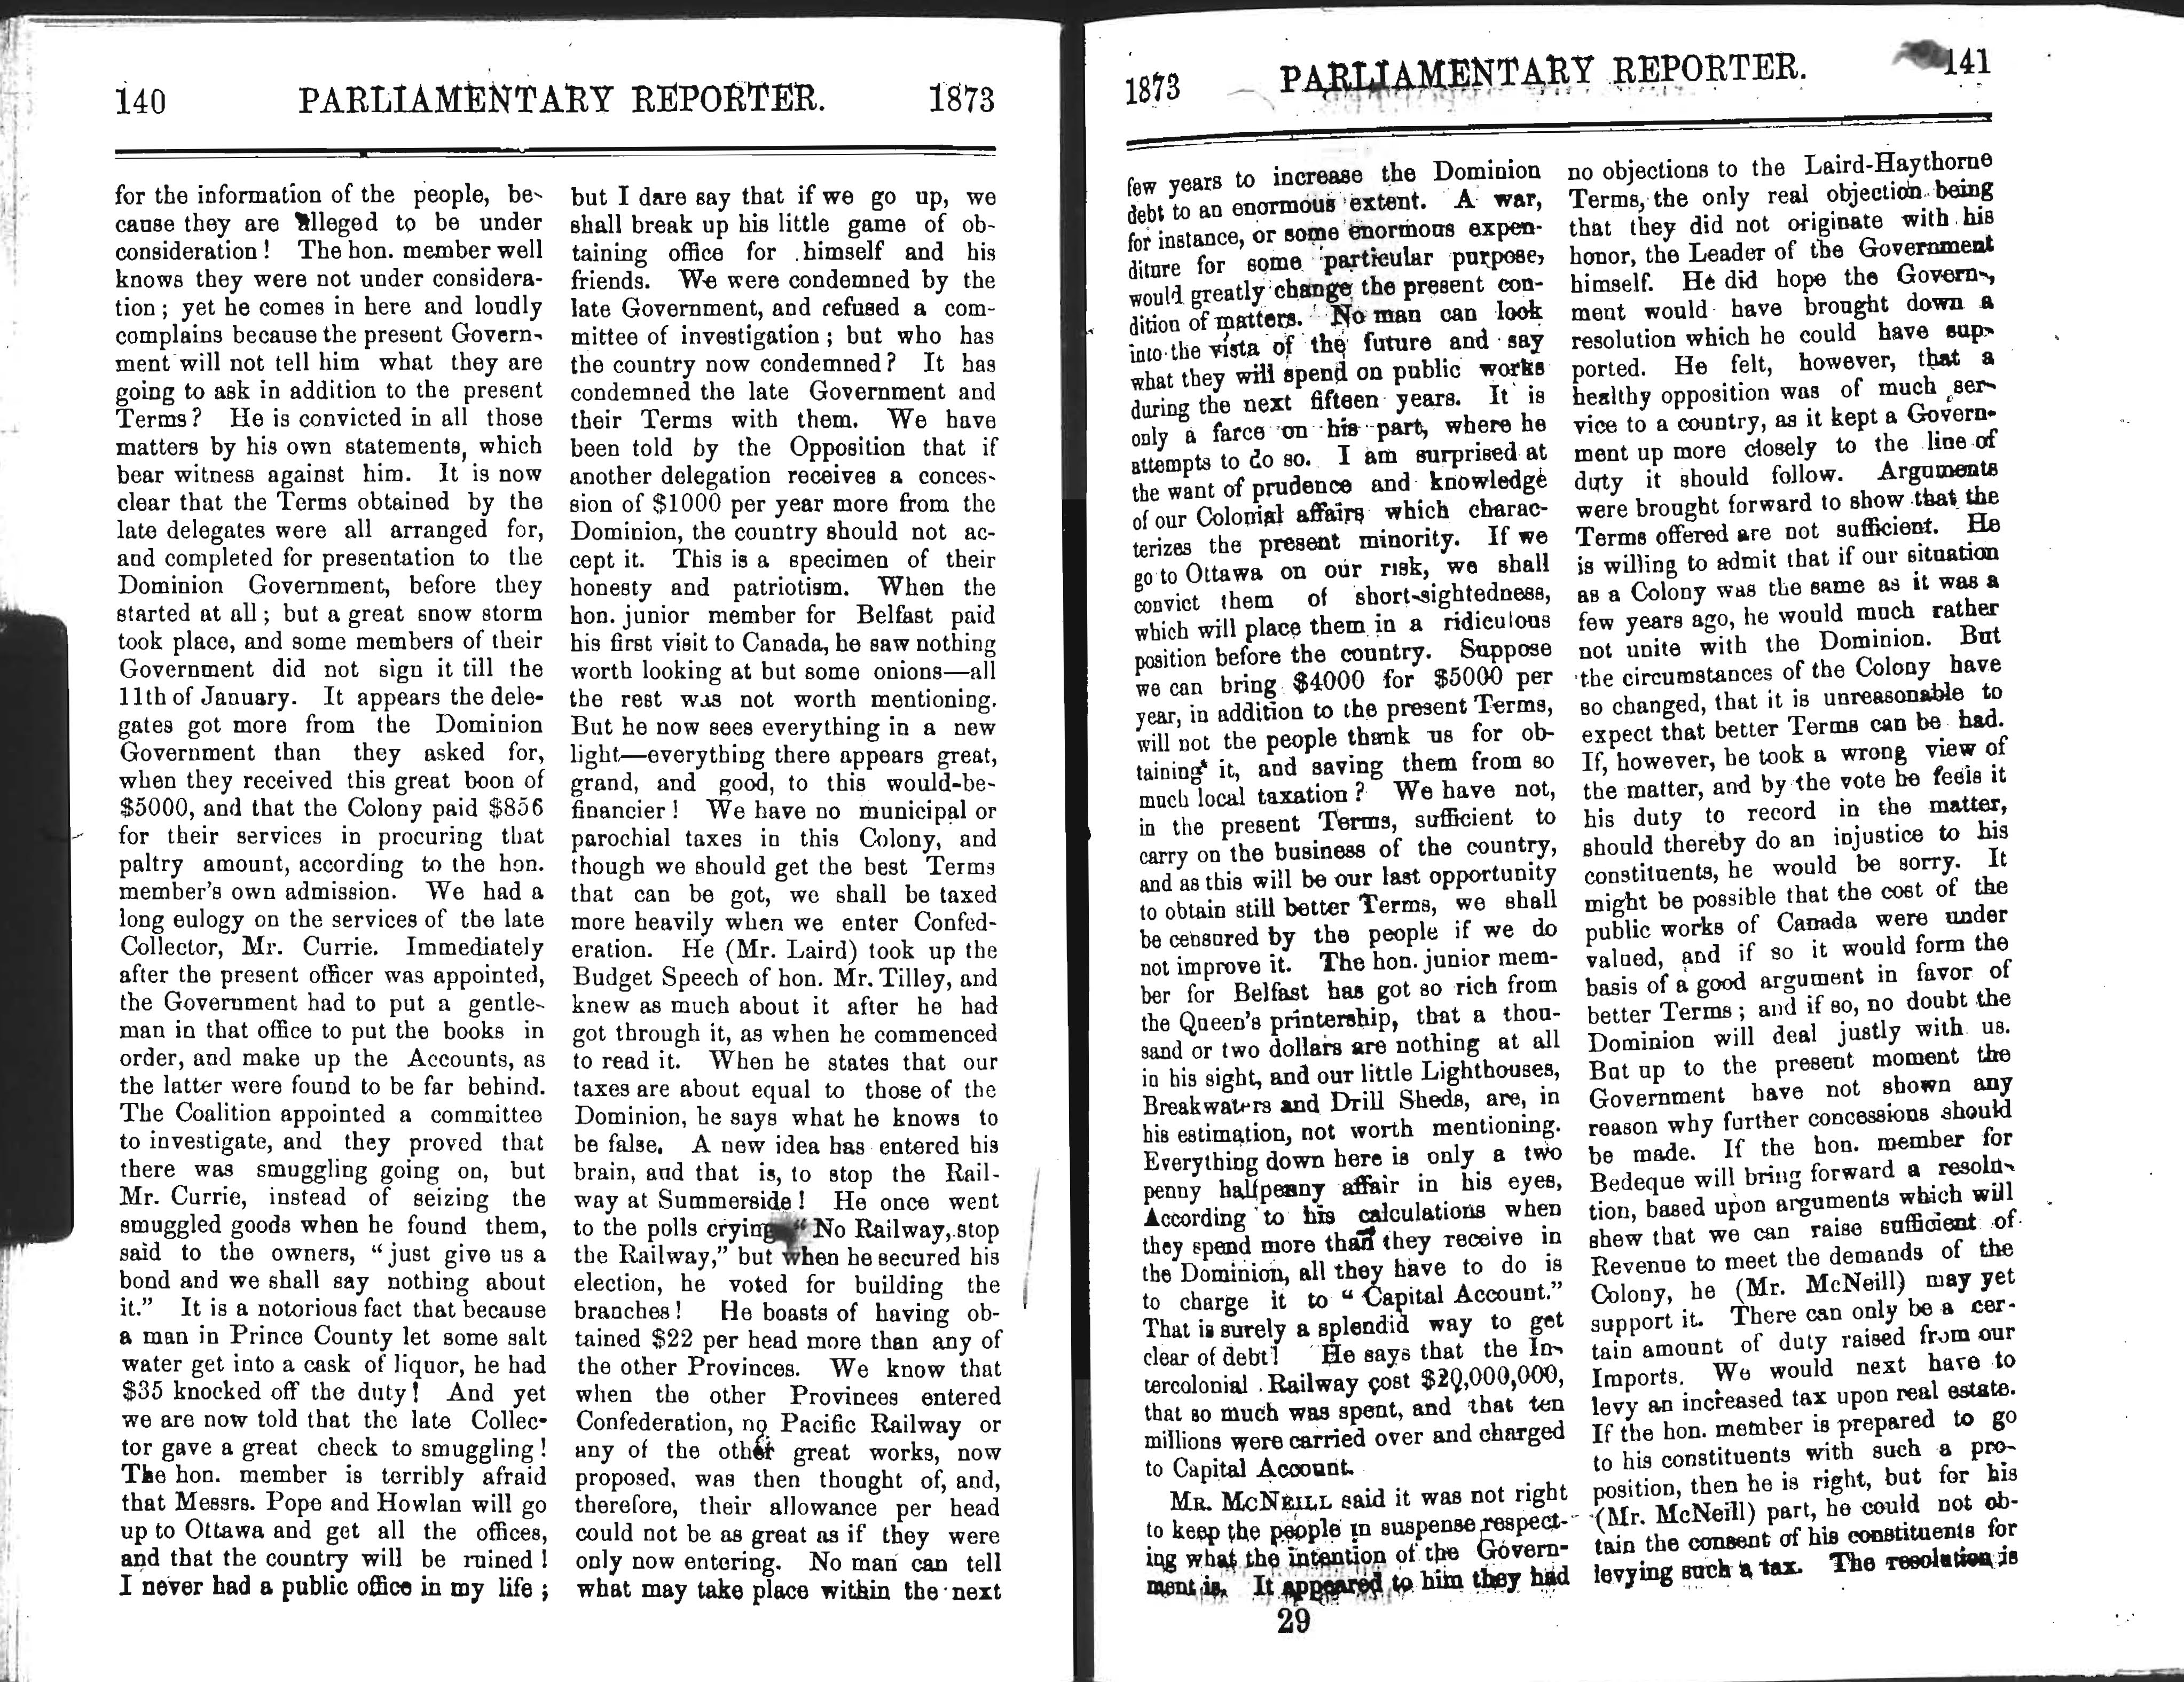 140 PARLIAMENTARY REPORTER. 1873
for the information of the people, be-
cause they are alleged to be under
consideration! The hon. member well
knows they were not under considera-
tion; yet he comes in here and loudly
complains because the present Govern-
ment will not tell him what they are
going to ask in addition to the present
Terms? He is convicted in all those
matters by his own statements, which
bear witness against him. It is now
clear that the Terms obtained by the
late delegates were all arranged for,
and completed for presentation to the
Dominion Government, before they
started at all; but a great snow storm
took place, and some members of their
Government did not sign it till the
11th of January. It appears the dele-
gates got more from the Dominion
Government than they asked for,
when they received this great boon of
$5000, and that the Colony paid $856
for their services in procuring that
paltry amount, according to the hon.
member's own admission. We had a
long eulogy on the services of the late
Collector, Mr. Currie. Immediately
after the present officer was appointed,
the Government had to put a gentle-
man in that office to put the books in
order, and make up the Accounts, as
the latter were found to be far behind.
The Coalition appointed a committee
to investigate, and they proved that
there was smuggling going on, but
Mr. Currie, instead of seizing the
smuggled goods when he found them,
said to the owners, "just give us a
bond and we shall say nothing about
it." It is a notorious fact that because
a man in Prince County let some salt
water get into a cask of liquor, he had
$35 knocked off the duty! And yet
we are now told that the late Collec-
tor gave a great check to smuggling!
The hon. member is terribly afraid
that Messrs. Pope and Howlan will go
up to Ottawa and get all the offices,
and that the country will be ruined!
I never had a public office in my life;
but I dare say that if we go up, we
shall break up his little game of ob-
taining office for himself and his
friends. We were condemned by the
late Government, and refused a com-
mittee of investigation; but who has
the country now condemned? It has
condemned the late Government and
their Terms with them. We have
been told by the Opposition that if
another delegation receives a conces-
sion of $1000 per year more from the
Dominion, the country should not ac-
cept it. This is a specimen of their
honesty and patriotism. When the
hon. junior member for Belfast paid
his first visit to Canada, he saw nothing
worth looking at but some onions—all
the rest was not worth mentioning.
But he now sees everything in a new
light—everything there appears great,
grand, and good, to this would-be-
financier! We have no municipal or
parochial taxes in this Colony, and
though we should get the best Terms
that can be got, we shall be taxed
more heavily when we enter Confed-
eration. He (Mr. Laird) took up the
Budget Speech of hon. Mr. Tilley, and
knew as much about it after he had
got through it, as when he commenced
to read it. When he states that our
taxes are about equal to those of the
Dominion, he says what he knows to
be false. A new idea has entered his
brain, and that is, to stop the Rail-
way at Summerside! He once went
to the polls crying "No Railway, stop
the Railway," but when he secured his
election, he voted for building the
branches! He boasts of having ob-
tained $22 per head more than any of
the other Provinces. We know that
when the other Provinces entered
Confederation, no Pacific Railway or
any of the other great works, now
proposed, was then thought of, and,
therefore, their allowance per head
could not be as great as if they were
only now entering. No man can tell
what may take place within the next
1873 PARLIAMENTARY REPORTER. 141
few years to increase the Dominion
debt to an enormous extent. A war,
for instance, or some enormous expen-
diture for some particular purpose,
would greatly change the present con-
dition of matters. No man can look
into the vista of the future and say
what they will spend on public works
during the next fifteen years. It is
only a farce on his part, where he
attempts to do so. I am surprised at
the want of prudence and knowledge
of our Colonial affairs which charac-
terizes the present minority. If we
go to Ottawa on our risk, we shall
convict them of short-sightedness,
which will place them in a ridiculous
position before the country. Suppose
we can bring $4000 for $5000 per
year, in addition to the present Terms,
will not the people thank us for ob-
taining it, and saving them from so
much local taxation? We have not,
in the present Terms, sufficient to
carry on the business of the country,
and as this will be our last opportunity
to obtain still better Terms, we shall
be censured by the people if we do
not improve it. The hon. junior mem-
ber for Belfast has got so rich from
the Queen's printership, that a thou-
sand or two dollars are nothing at all
in his sight, and our little Lighthouses,
Breakwaters and Drill Sheds, are, in
his estimation, not worth mentioning.
Everything down here is only a two
penny halfpenny affair in his eyes,
According to his calculations when
they spend more than they receive in
the Dominion, all they have to do is
to charge it to "Capital Account."
That is surely a splendid way to get
clear of debt! He says that the In-
tercolonial Railway cost $20,000,000,
that so much was spent, and that ten
millions were carried over and charged
to Capital Account.
MR. MCNEILL said it was not right
to keep the people in suspense respect-
ing what the intention of the Govern-
ment is. It appeared to him they had
29
no objections to the Laird-Haythorne
Terms, the only real objection being
that they did not originate with his
honor, the Leader of the Government
himself. He did hope the Govern-
ment would have brought down a
resolution which he could have sup-
ported. He felt, however, that a
healthy opposition was of much ser-
vice to a country, as it kept a Govern-
ment up more closely to the line of
duty it should follow. Arguments
were brought forward to show that the
Terms offered are not sufficient. He
is willing to admit that if our situation
as a Colony was the same as it was a
few years ago, he would much rather
not unite with the Dominion. But
the circumstances of the Colony have
so changed, that it is unreasonable to
expect that better Terms can be had.
If, however, he took a wrong view of
the matter, and by the vote he feels it
his duty to record in the matter,
should thereby do an injustice to his
constituents, he would be sorry. It
might be possible that the cost of the
public works of Canada were under
valued, and if so it would form the
basis of a good argument in favor of
better Terms; and if so, no doubt the
Dominion will deal justly with us.
But up to the present moment the
Government have not shown any
reason why further concessions should
be made. If the hon. member for
Bedeque will bring forward a resolu-
tion, based upon arguments which will
shew that we can raise sufficient of
Revenue to meet the demands of the
Colony, he (Mr. McNeill) may yet
support it. There can only be a cer-
tain amount of duty raised from our
Imports. We would next have to
levy an increased tax upon real estate.
If the hon. member is prepared to go
to his constituents with such a pro-
position, then he is right, but for his
(Mr. McNeill) part, he could not ob-
tain the consent of his constituents for
levying such a tax. The resolution is